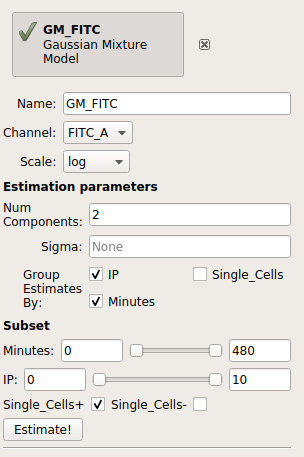 GM_FITC
Gaussian Mixture
Model
Name: GM_FITC
Channel: FITC_A
Scale: log
Estimation parameters
Num
Components: 2
Sigma: None
Group
Estimates
By:
IP
Single_Cells
Minutes
Subset
Minutes: 0 480
IP: 0 10
Single_Cells+ Single_Cells-
Estimate!